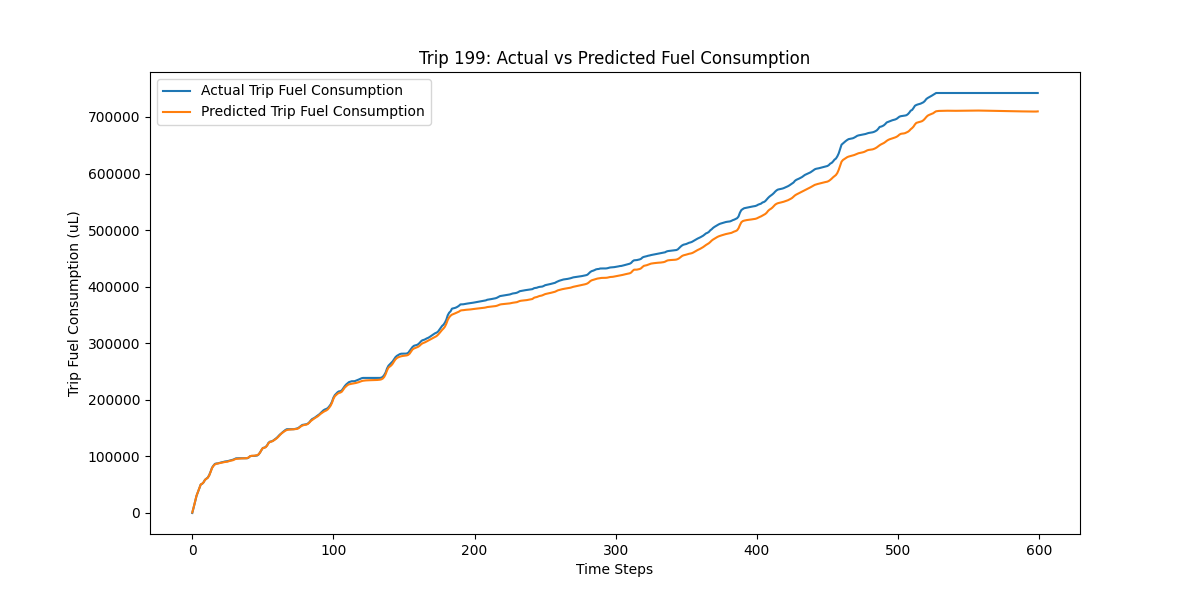 Trip 199: Actual vs Predicted Fuel Consumption
Actual Trip Fuel Consumption
Predicted Trip Fuel Consumption
Trip Fuel Consumption (uL)
700000
600000
500000
400000
300000
200000
100000
0
0 100 200 300 400 500 600
Time Steps